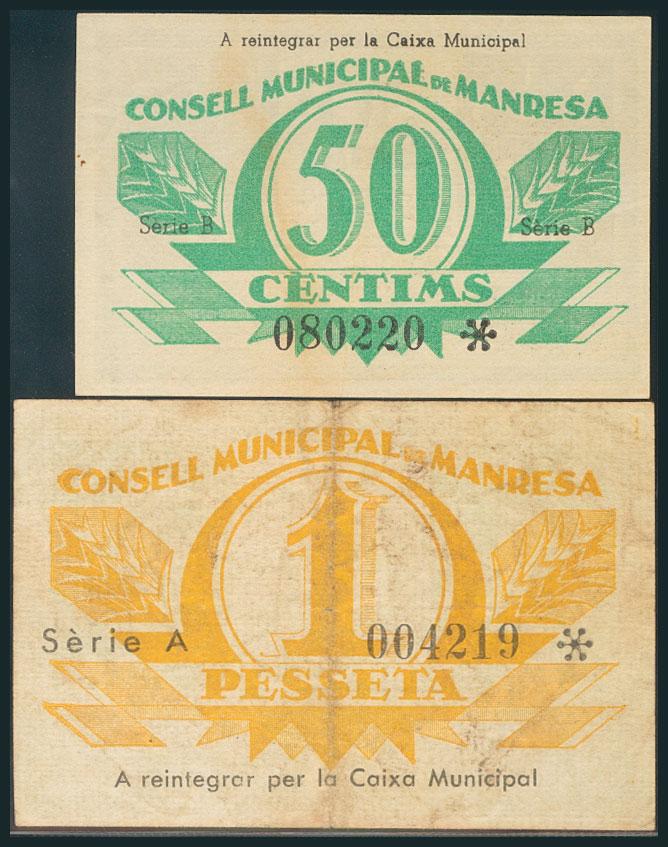 A reintegrar per la Caixa Municipal
CONSELL MUNICIPAL DE MANRESA
50
Sèrie B Sèrie B
CENTIMS
080220 *
CONSELL MUNICIPAL DE MANRESA
1
Sèrie A 004219 *
PESSETA
A reintegrar per la Caixa Municipal